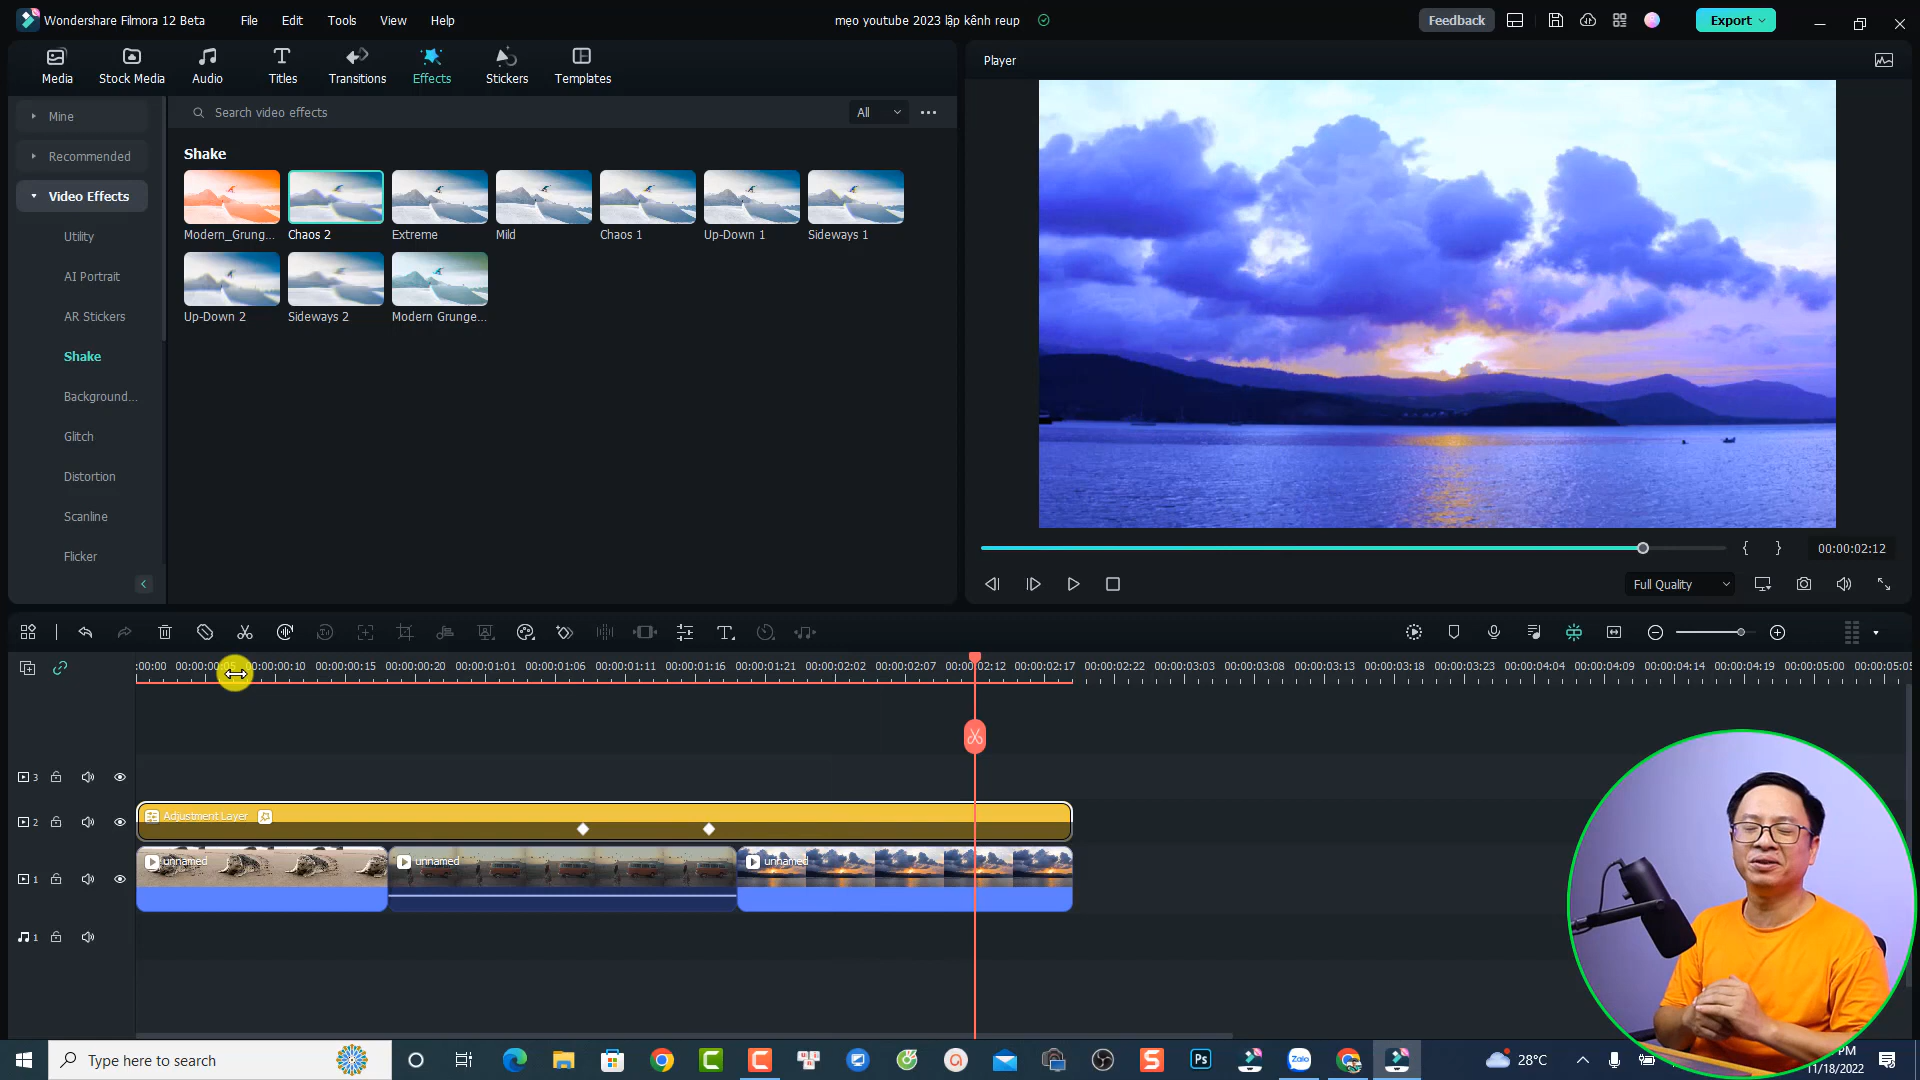 Wondershare Filmora 12 Beta
File
Edit
Tools
View
Help
mẹo youtube 2023 lập kênh reup
Feedback
Export
Media
Stock Media
Audio
Titles
Transitions
Effects
Stickers
Templates
Player
Mine
Recommended
Video Effects
Utility
AI Portrait
AR Stickers
Shake
Background...
Glitch
Distortion
Scanline
Flicker
Search video effects
All
Shake
Modern_Grung...
Chaos 2
Extreme
Mild
Chaos 1
Up-Down 1
Sideways 1
Up-Down 2
Sideways 2
Modern Grunge...
00:00:02:12
Full Quality
:00:00
00:00:00:10
00:00:00:15
00:00:00:20
00:00:01:01
00:00:01:06
00:00:01:11
00:00:01:16
00:00:01:21
00:00:02:02
00:00:02:07
00:00:02:12
00:00:02:17
00:00:02:22
00:00:03:03
00:00:03:08
00:00:03:13
00:00:03:18
00:00:03:23
00:00:04:04
00:00:04:09
00:00:04:14
00:00:04:19
00:00:05:00
00:00:05:05
3
2
Adjustment Layer
1
unnamed
unnamed
unnamed
1
Type here to search
Ps
Zalo
28°C
PM
11/18/2022